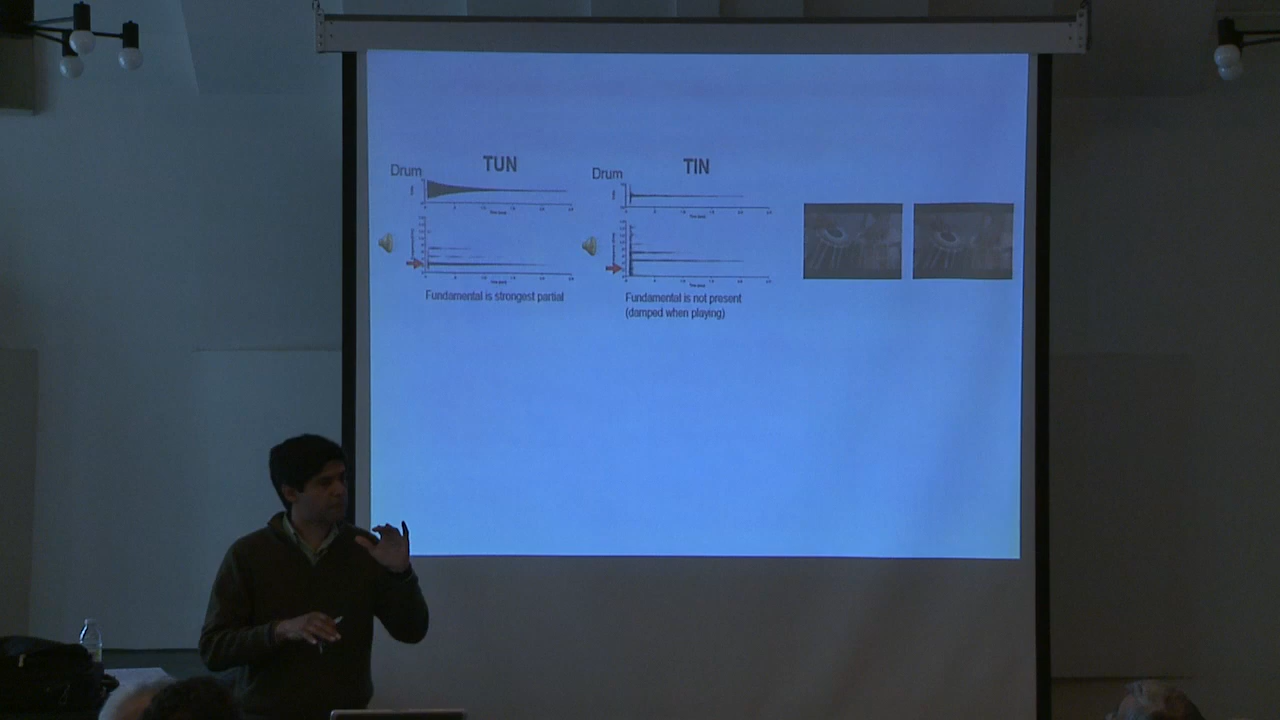 Drum TUN
Fundamental is strongest partial
Drum TIN
Fundamental is not present
(damped when playing)